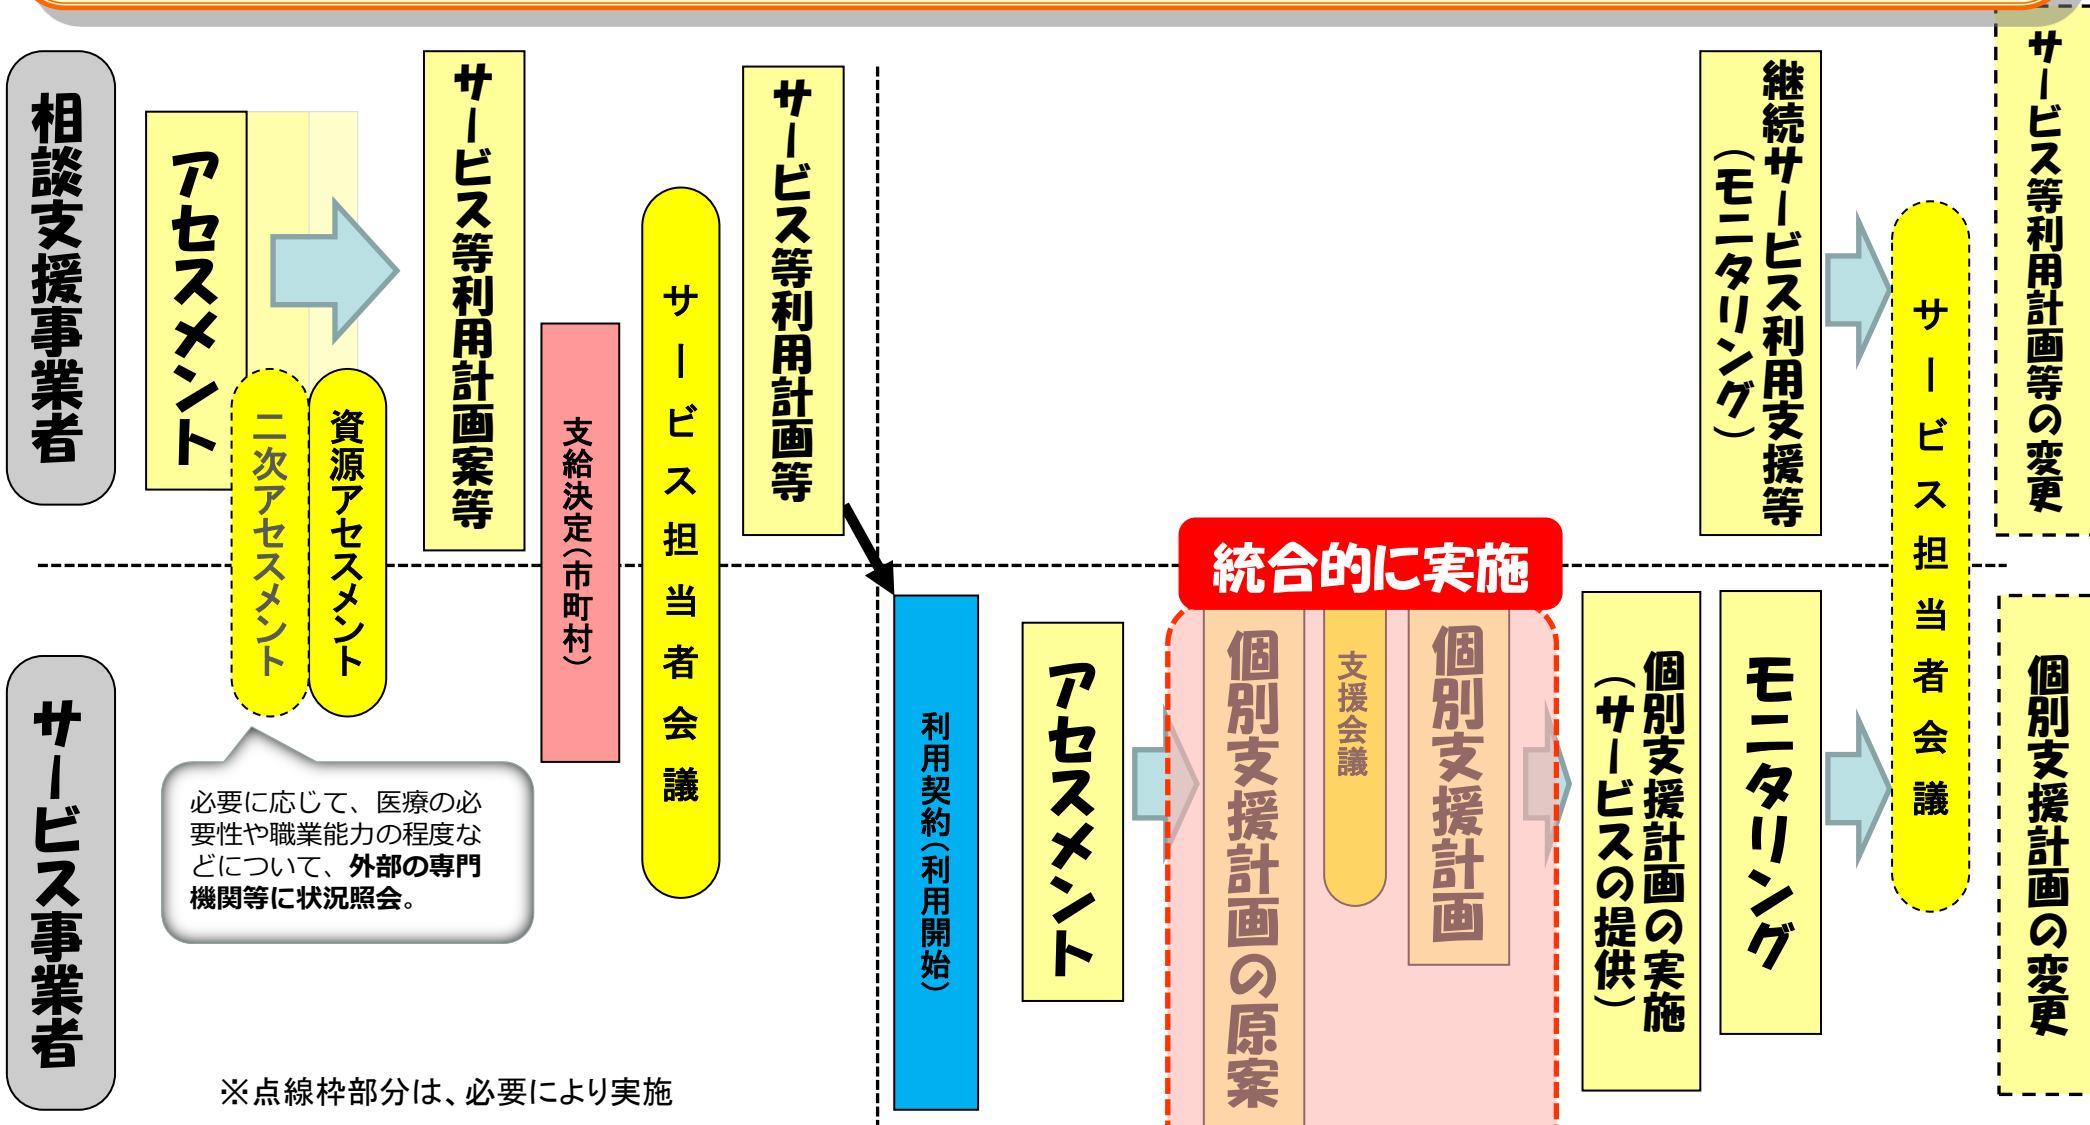 相談支援事業者
アセスメント
二次アセスメント
資源アセスメント
サービス等利用計画案等
支給決定(市町村)
サービス担当者会議
サービス等利用計画等
継続サービス利用支援等
(モニタリング)
サービス担当者会議
サービス等利用計画等の変更
サービス事業者
必要に応じて、医療の必
要性や職業能力の程度な
どについて、外部の専門
機関等に状況照会。
利用契約(利用開始)
アセスメント
統合的に実施
個別支援計画の原案
支援会議
個別支援計画
個別支援計画の実施
(サービスの提供)
モニタリング
個別支援計画の変更
※点線枠部分は、必要により実施